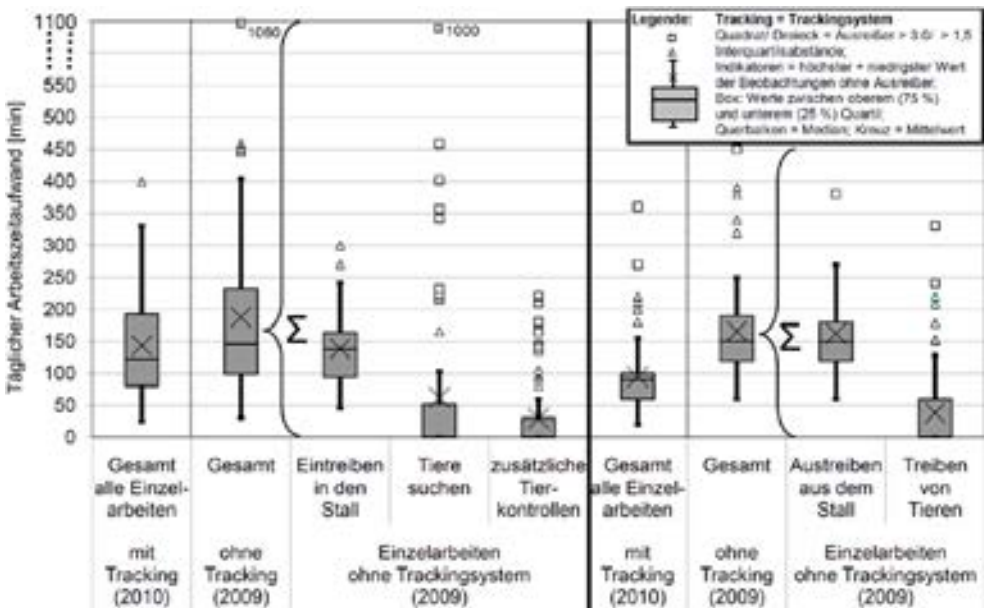 Täglicher Arbeitszeitaufwand [min]
1100
550
500
450
400
350
300
250
200
150
100
50
0
1080
1000
Σ
Σ
Legende: Tracking = Trackingsystem
Quadrat/ Dreieck = Ausreißer > 3,0/ > 1,5
Interquartilsabstände;
Indikatoren = höchster + niedrigster Wert
der Beobachtungen ohne Ausreißer;
Box: Werte zwischen oberem (75 %)
und unterem (25 %) Quartil;
Querbalken = Median; Kreuz = Mittelwert
Gesamt
alle Einzel-
arbeiten
Gesamt
Eintreiben
in den
Stall
Tiere
suchen
zusätzliche
Tier-
kontrollen
Gesamt
alle Einzel-
arbeiten
Gesamt
Austreiben
aus dem
Stall
Treiben
von
Tieren
mit
Tracking
(2010)
ohne
Tracking
(2009)
Einzelarbeiten
ohne Trackingsystem
(2009)
mit
Tracking
(2010)
ohne
Tracking
(2009)
Einzelarbeiten
ohne Trackingsystem
(2009)